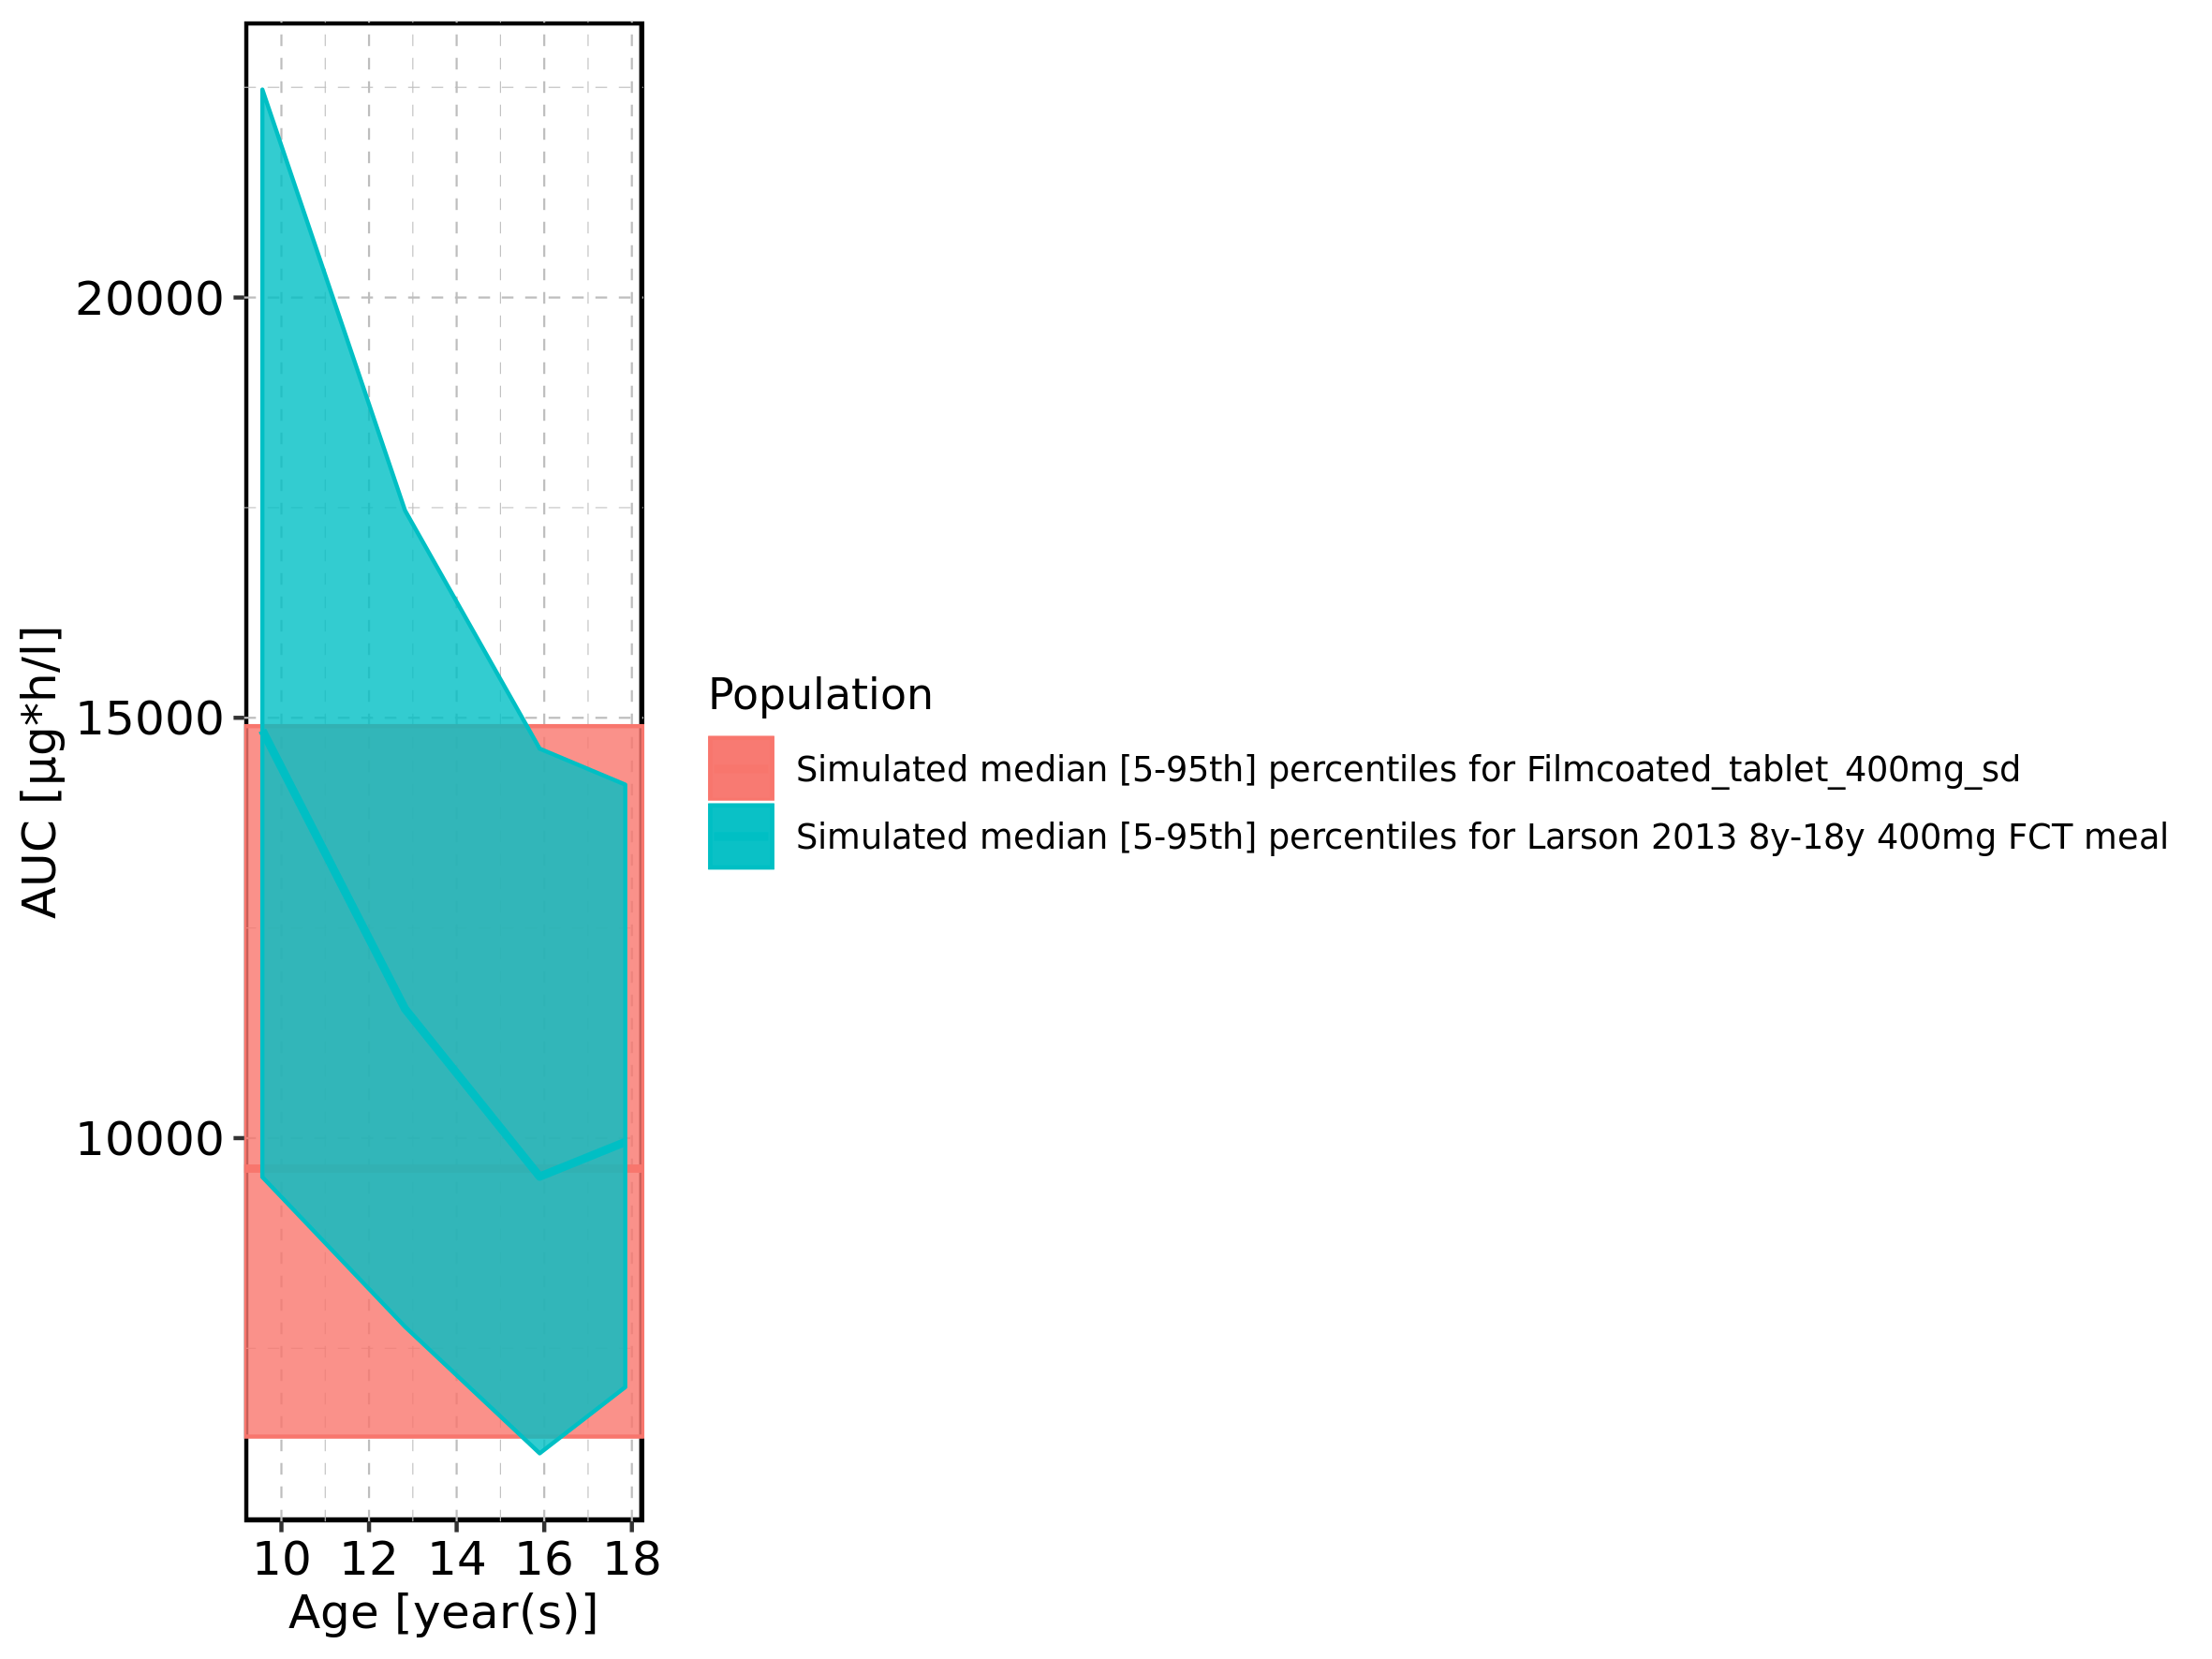 20000
15000
10000
AUC [µg*h/l]
10 12 14 16 18
Age [year(s)]
Population
Simulated median [5-95th] percentiles for Filmcoated_tablet_400mg_sd
Simulated median [5-95th] percentiles for Larson 2013 8y-18y 400mg FCT meal